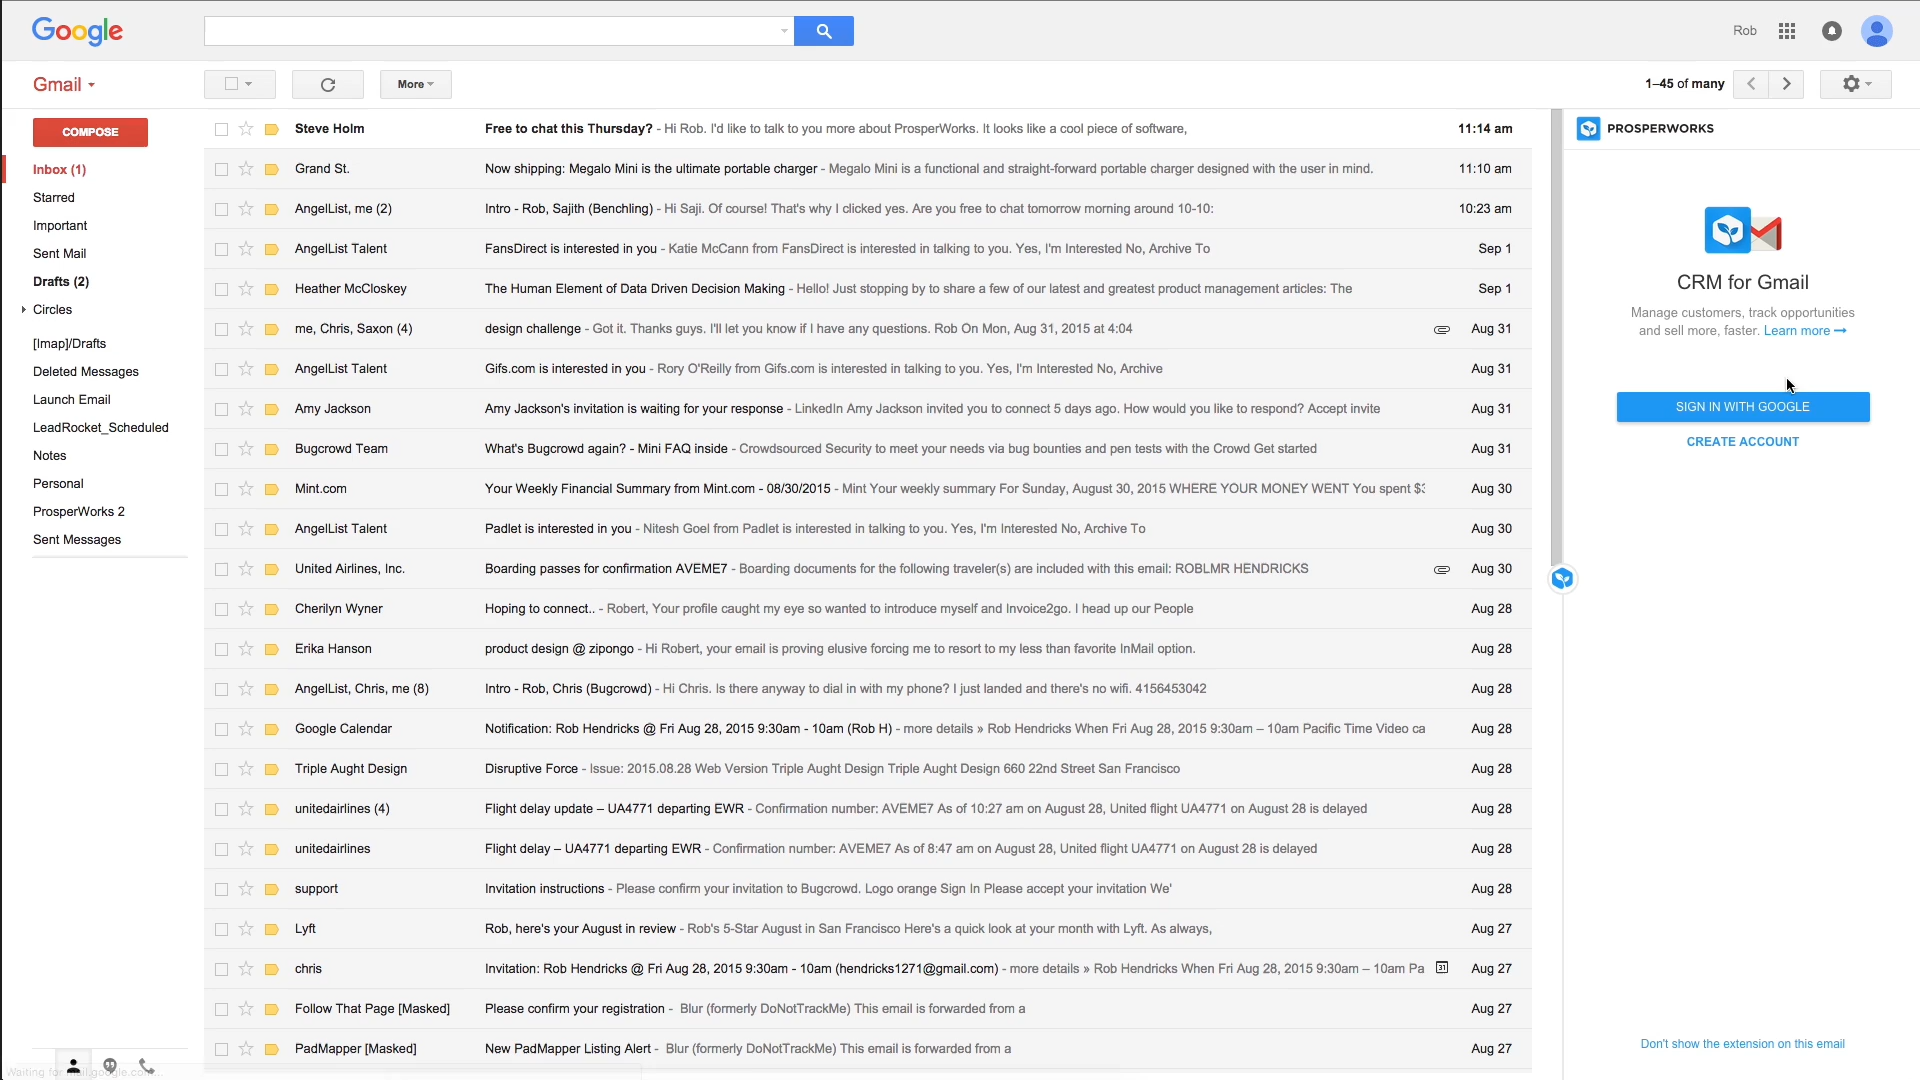 Google
Rob
Gmail
More
1–45 of many
COMPOSE
Inbox (1)
Starred
Important
Sent Mail
Drafts (2)
Circles
[Imap]/Drafts
Deleted Messages
Launch Email
LeadRocket_Scheduled
Notes
Personal
ProsperWorks 2
Sent Messages
Steve Holm Free to chat this Thursday? - Hi Rob. I'd like to talk to you more about ProsperWorks. It looks like a cool piece of software, 11:14 am
Grand St. Now shipping: Megalo Mini is the ultimate portable charger - Megalo Mini is a functional and straight-forward portable charger designed with the user in mind. 11:10 am
AngelList, me (2) Intro - Rob, Sajith (Benchling) - Hi Saji. Of course! That's why I clicked yes. Are you free to chat tomorrow morning around 10-10: 10:23 am
AngelList Talent FansDirect is interested in you - Katie McCann from FansDirect is interested in talking to you. Yes, I'm Interested No, Archive To Sep 1
Heather McCloskey The Human Element of Data Driven Decision Making - Hello! Just stopping by to share a few of our latest and greatest product management articles: The Sep 1
me, Chris, Saxon (4) design challenge - Got it. Thanks guys. I'll let you know if I have any questions. Rob On Mon, Aug 31, 2015 at 4:04 Aug 31
AngelList Talent Gifs.com is interested in you - Rory O'Reilly from Gifs.com is interested in talking to you. Yes, I'm Interested No, Archive Aug 31
Amy Jackson Amy Jackson's invitation is waiting for your response - LinkedIn Amy Jackson invited you to connect 5 days ago. How would you like to respond? Accept invite Aug 31
Bugcrowd Team What's Bugcrowd again? - Mini FAQ inside - Crowdsourced Security to meet your needs via bug bounties and pen tests with the Crowd Get started Aug 31
Mint.com Your Weekly Financial Summary from Mint.com - 08/30/2015 - Mint Your weekly summary For Sunday, August 30, 2015 WHERE YOUR MONEY WENT You spent $ Aug 30
AngelList Talent Padlet is interested in you - Nitesh Goel from Padlet is interested in talking to you. Yes, I'm Interested No, Archive To Aug 30
United Airlines, Inc. Boarding passes for confirmation AVEME7 - Boarding documents for the following traveler(s) are included with this email: ROBLMR HENDRICKS Aug 30
Cherilyn Wyner Hoping to connect.. - Robert, Your profile caught my eye so wanted to introduce myself and Invoice2go. I head up our People Aug 28
Erika Hanson product design @ zipongo - Hi Robert, your email is proving elusive forcing me to resort to my less than favorite InMail option. Aug 28
AngelList, Chris, me (8) Intro - Rob, Chris (Bugcrowd) - Hi Chris. Is there anyway to dial in with my phone? I just landed and there's no wifi. 4156453042 Aug 28
Google Calendar Notification: Rob Hendricks @ Fri Aug 28, 2015 9:30am - 10am (Rob H) - more details » Rob Hendricks When Fri Aug 28, 2015 9:30am – 10am Pacific Time Video ca Aug 28
Triple Aught Design Disruptive Force - Issue: 2015.08.28 Web Version Triple Aught Design Triple Aught Design 660 22nd Street San Francisco Aug 28
unitedairlines (4) Flight delay update – UA4771 departing EWR - Confirmation number: AVEME7 As of 10:27 am on August 28, United flight UA4771 on August 28 is delayed Aug 28
unitedairlines Flight delay – UA4771 departing EWR - Confirmation number: AVEME7 As of 8:47 am on August 28, United flight UA4771 on August 28 is delayed Aug 28
support Invitation instructions - Please confirm your invitation to Bugcrowd. Logo orange Sign In Please accept your invitation We' Aug 28
Lyft Rob, here's your August in review - Rob's 5-Star August in San Francisco Here's a quick look at your month with Lyft. As always, Aug 27
chris Invitation: Rob Hendricks @ Fri Aug 28, 2015 9:30am - 10am (hendricks1271@gmail.com) - more details » Rob Hendricks When Fri Aug 28, 2015 9:30am – 10am Pa 31 Aug 27
Follow That Page [Masked] Please confirm your registration - Blur (formerly DoNotTrackMe) This email is forwarded from a Aug 27
PadMapper [Masked] New PadMapper Listing Alert - Blur (formerly DoNotTrackMe) This email is forwarded from a Aug 27
PROSPERWORKS
CRM for Gmail
Manage customers, track opportunities
and sell more, faster. Learn more →
SIGN IN WITH GOOGLE
CREATE ACCOUNT
Don't show the extension on this email